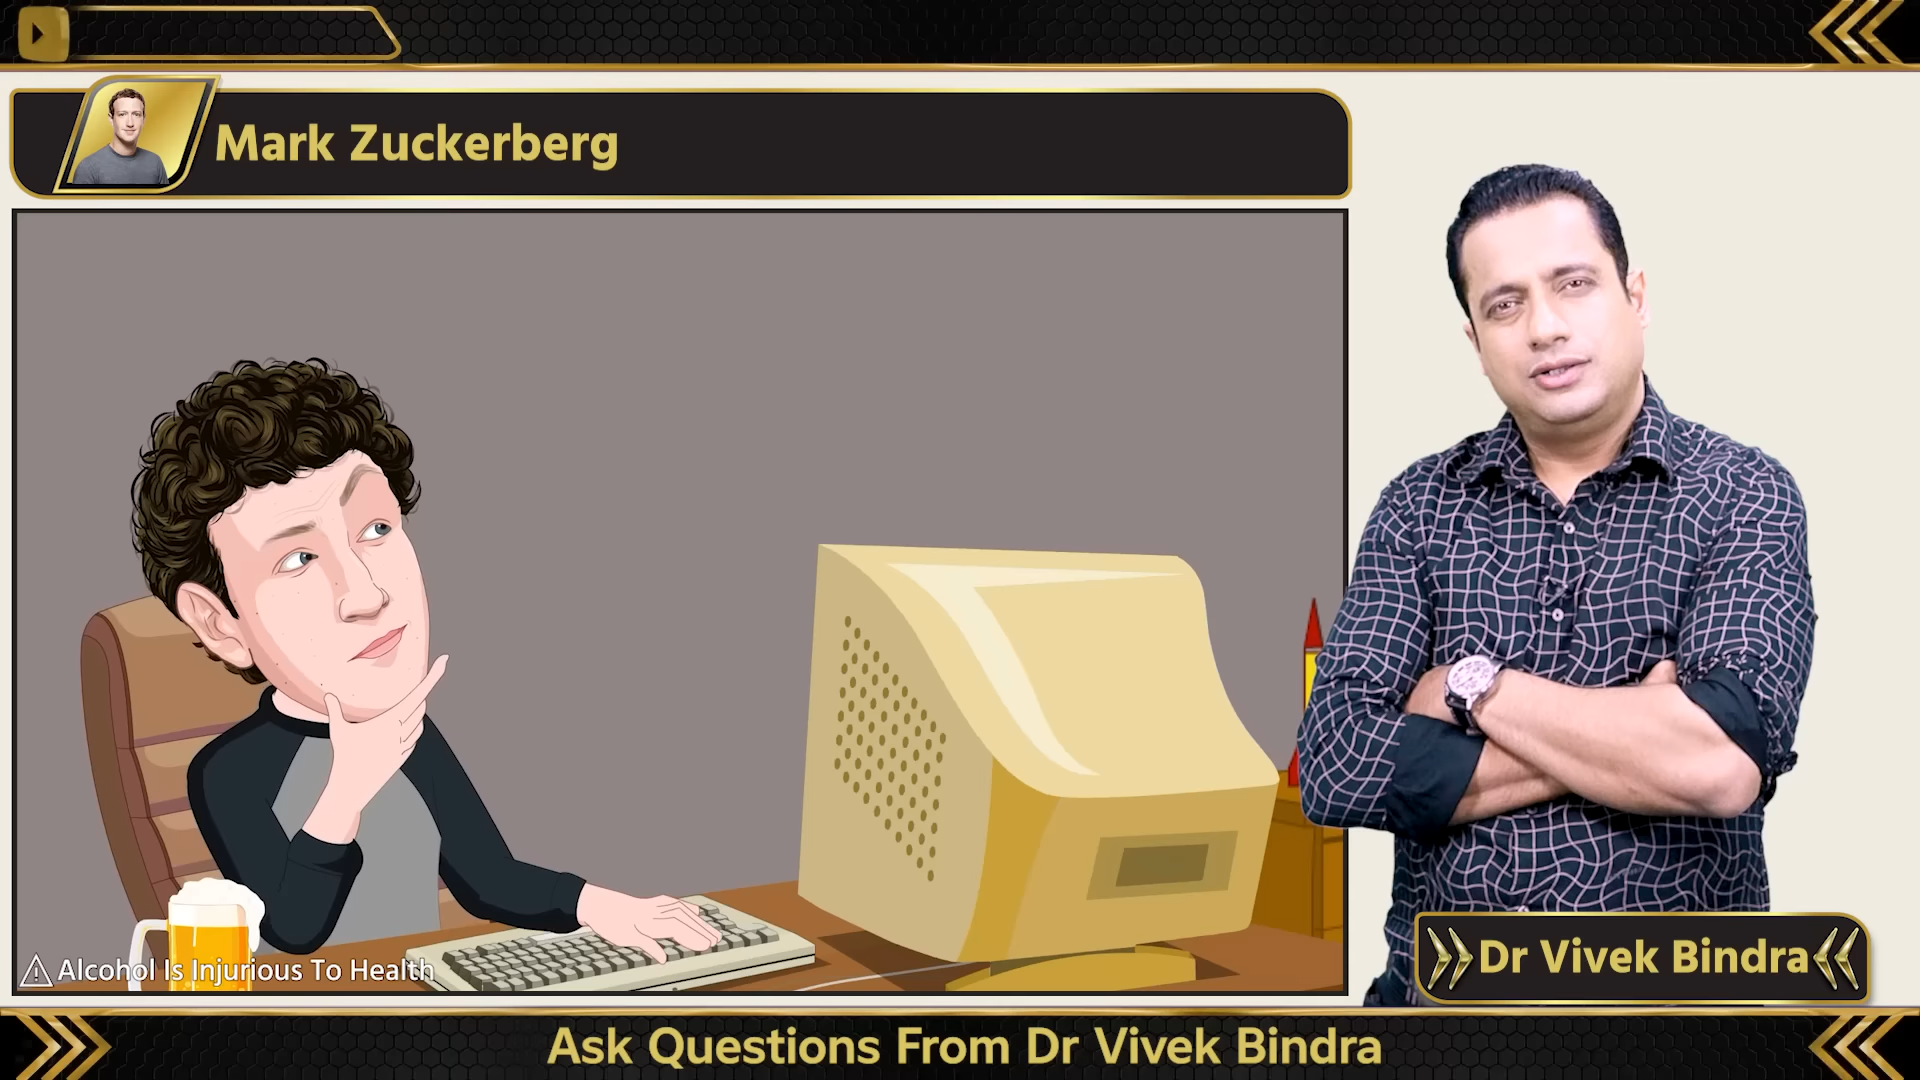 Mark Zuckerberg
Alcohol Is Injurious To Health
Dr Vivek Bindra
Ask Questions From Dr Vivek Bindra